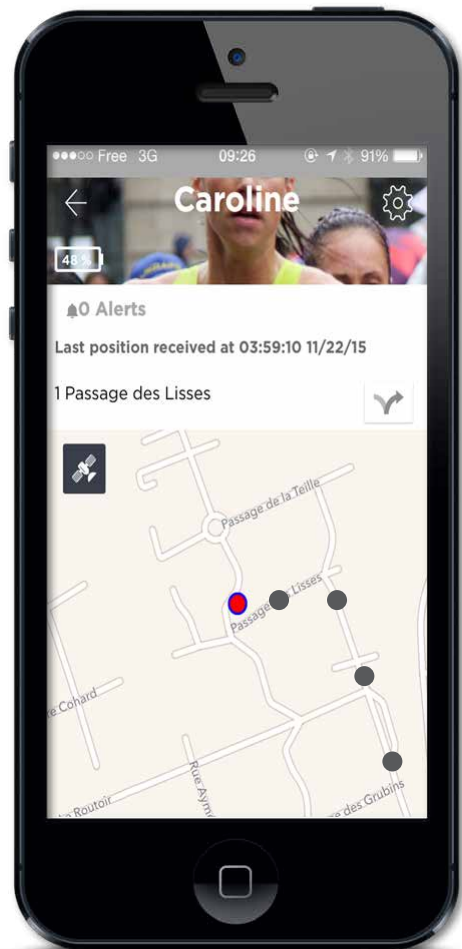 Free 3G 09:26 91%
Caroline
48 %
0 Alerts
Last position received at 03:59:10 11/22/15
1 Passage des Lisses
Passage de la Teille
Passage des Lisses
re Cohard
Rue Aym
Routoir
e des Grubins